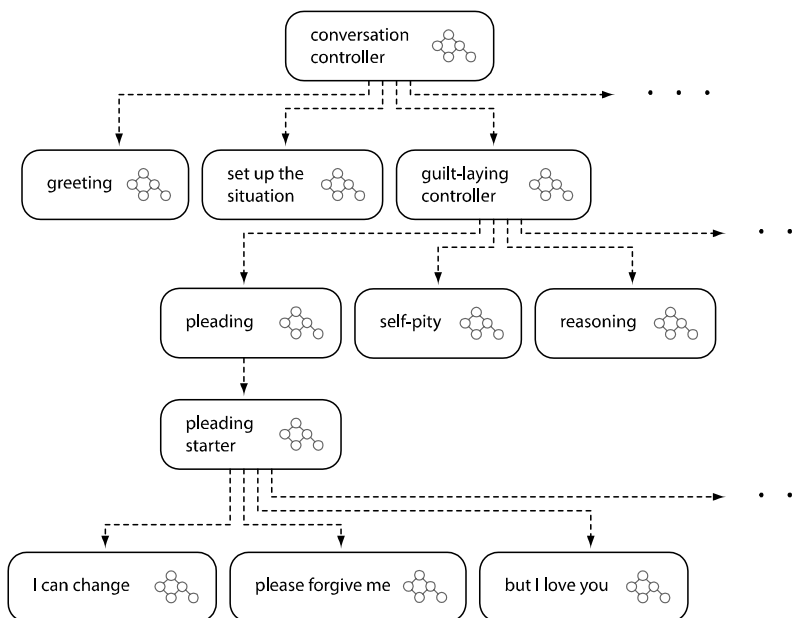 conversation
controller
. . .
greeting
set up the
situation
guilt-laying
controller
. .
pleading
self-pity
reasoning
pleading
starter
. .
I can change
please forgive me
but I love you